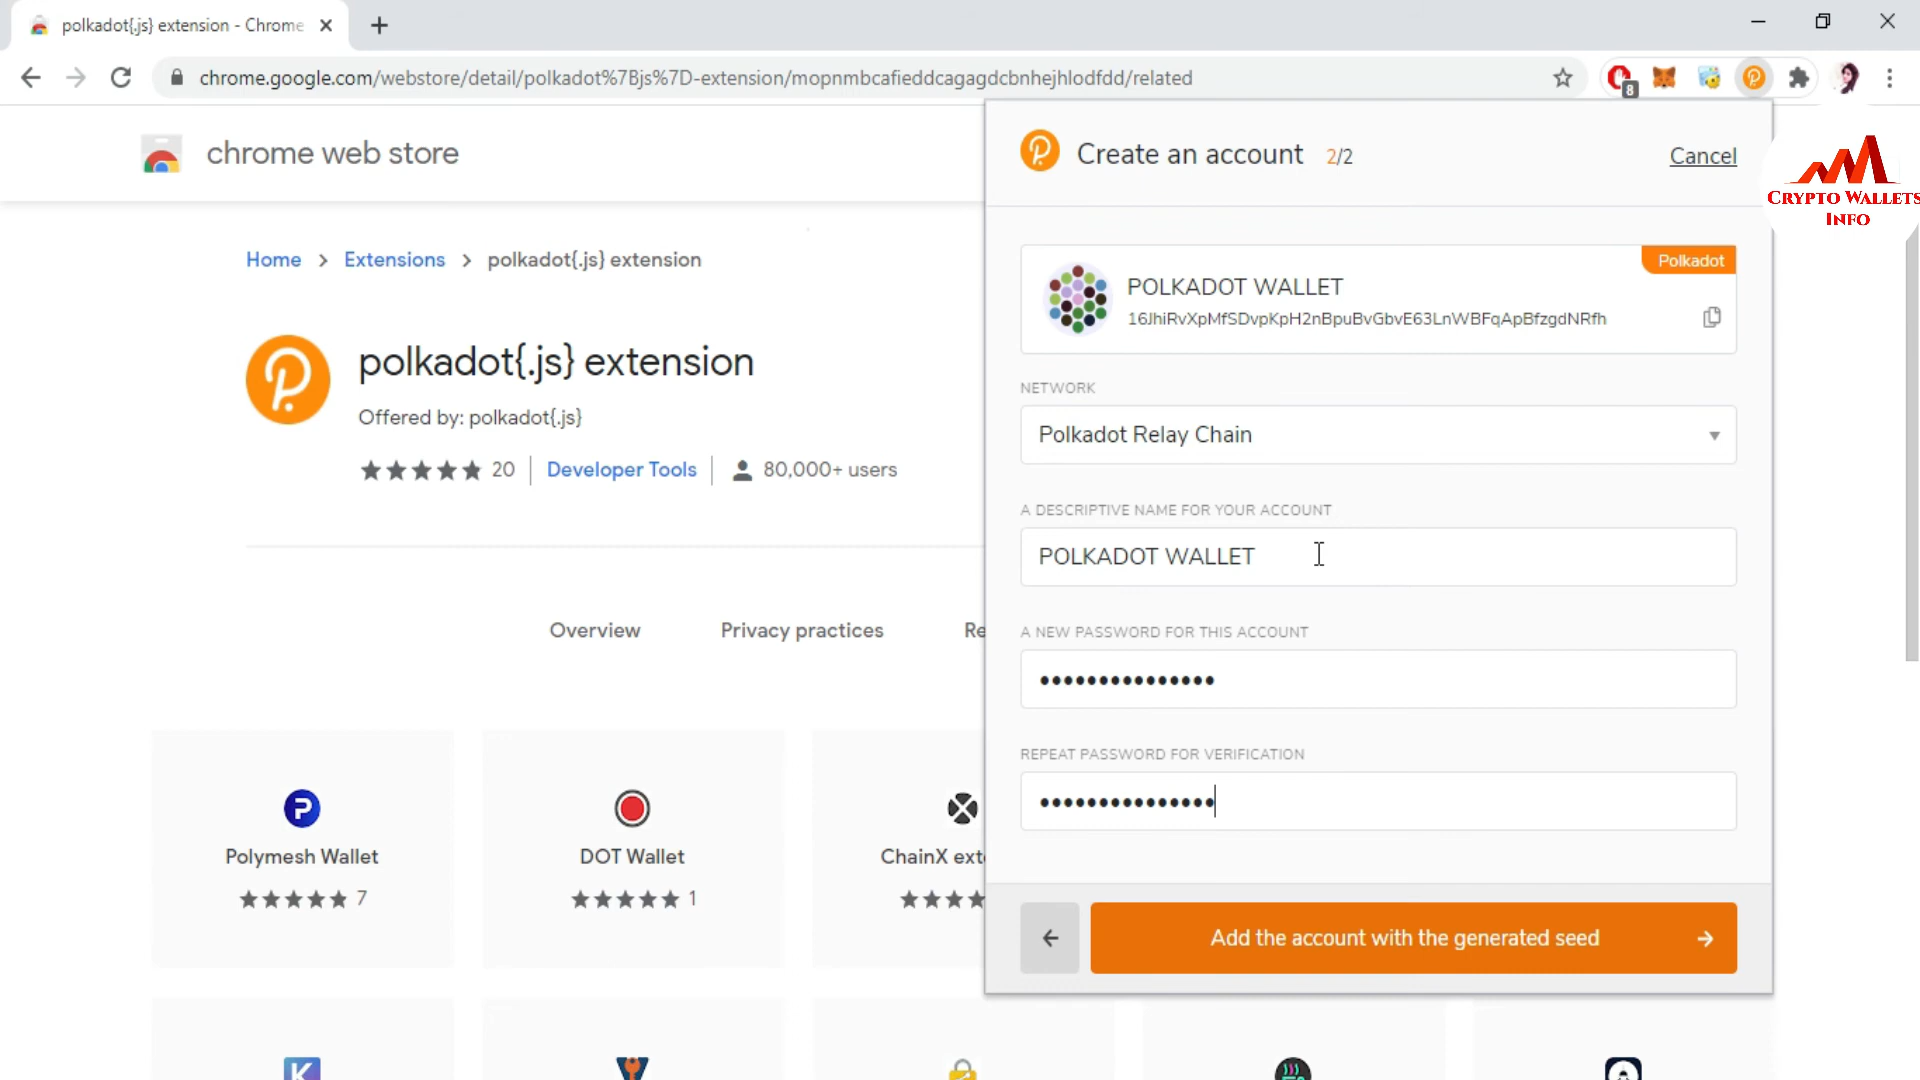 polkadot{.js} extension - Chrome
chrome.google.com/webstore/detail/polkadot%7Bjs%7D-extension/mopnmbcafieddcagagdcbnhejhlodfdd/related
8
chrome web store
Home > Extensions > polkadot{.js} extension
polkadot{.js} extension
Offered by: polkadot{.js}
20 | Developer Tools | 80,000+ users
Overview Privacy practices Re
Polymesh Wallet
7
DOT Wallet
1
ChainX exte
Create an account 2/2
Cancel
Polkadot
POLKADOT WALLET
16JhiRvXpMfSDvpKpH2nBpuBvGbvE63LnWBFqApBfzgdNRfh
NETWORK
Polkadot Relay Chain
A DESCRIPTIVE NAME FOR YOUR ACCOUNT
POLKADOT WALLET
A NEW PASSWORD FOR THIS ACCOUNT
•••••••••••••••
REPEAT PASSWORD FOR VERIFICATION
•••••••••••••••
Add the account with the generated seed
CRYPTO WALLETS
INFO